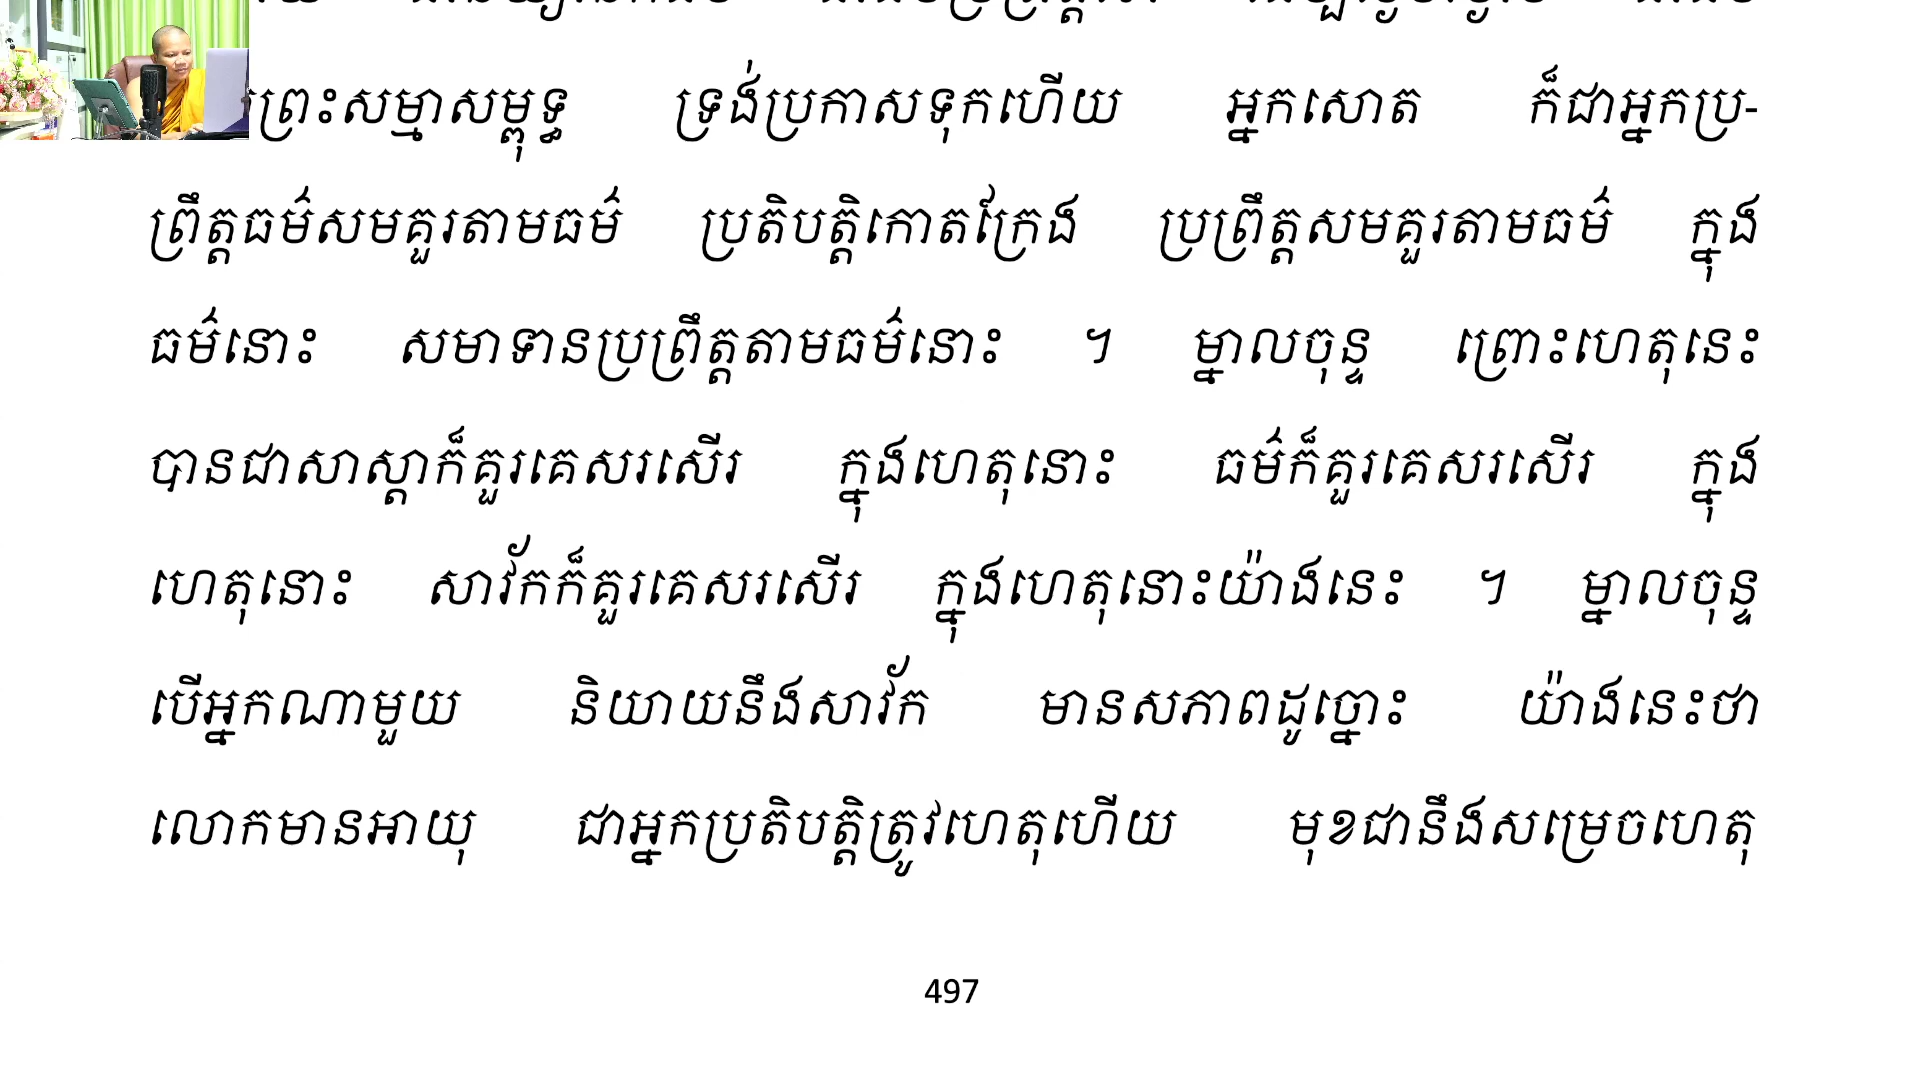 ព្រះសម្មាសម្ពុទ្ធ ទ្រង់ប្រកាសទុកហើយ អ្នកសោត ក៏ជាអ្នកប្រ-
ព្រឹត្តធម៌សមគួរតាមធម៌ ប្រតិបត្តិកោតក្រែង ប្រព្រឹត្តសមគួរតាមធម៌ ក្នុង
ធម៌នោះ សមាទានប្រព្រឹត្តតាមធម៌នោះ ។ ម្នាលចុន្ទ ព្រោះហេតុនេះ
បានជាសាស្តាក៏គួរគេសរសើរ ក្នុងហេតុនោះ ធម៌ក៏គួរគេសរសើរ ក្នុង
ហេតុនោះ សាវ័កក៏គួរគេសរសើរ ក្នុងហេតុនោះយ៉ាងនេះ ។ ម្នាលចុន្ទ
បើអ្នកណាមួយ និយាយនឹងសាវ័ក មានសភាពដូច្នោះ យ៉ាងនេះថា
លោកមានអាយុ ជាអ្នកប្រតិបត្តិត្រូវហេតុហើយ មុខជានឹងសម្រេចហេតុ
497